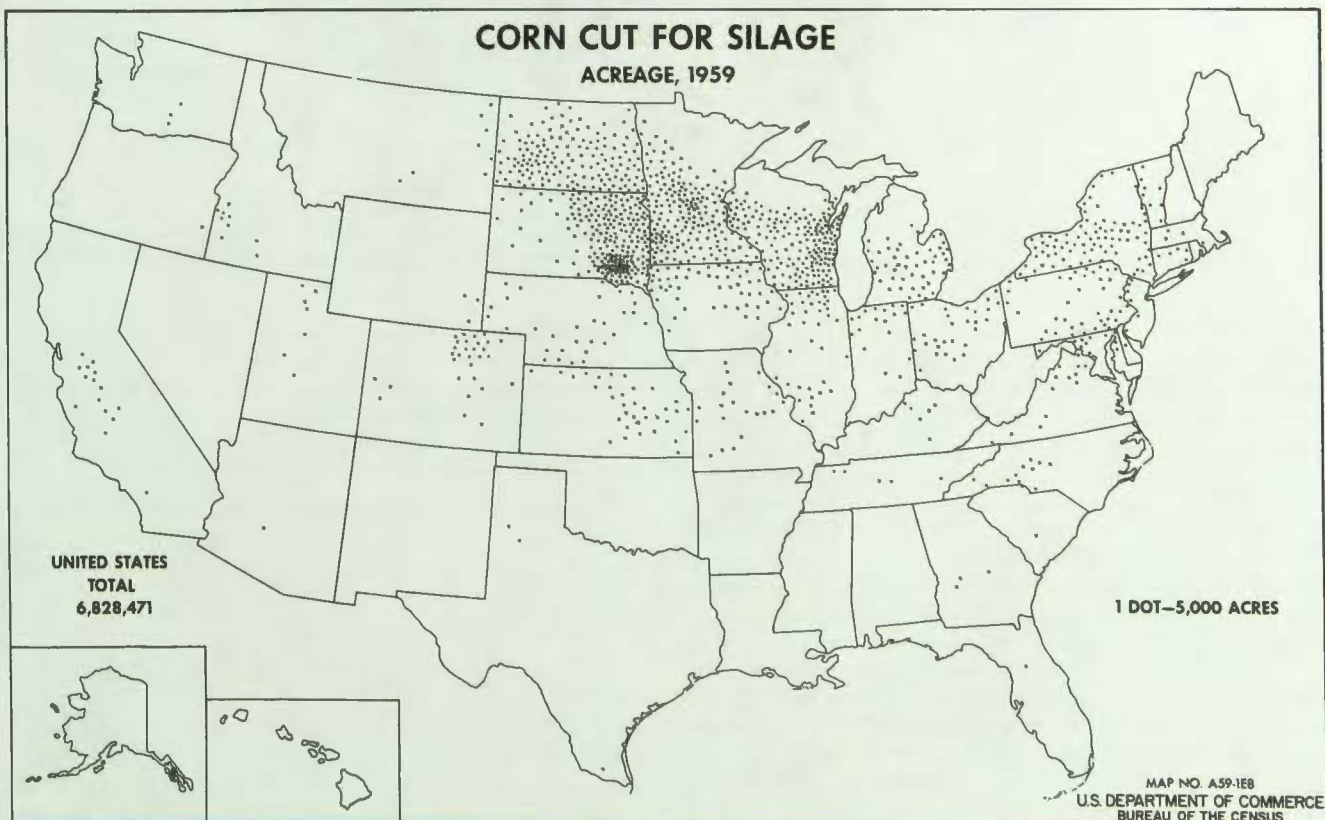 CORN CUT FOR SILAGE
ACREAGE, 1959
UNITED STATES
TOTAL
6,828,471
1 DOT—5,000 ACRES
MAP NO. A59-1E8
U.S. DEPARTMENT OF COMMERCE
BUREAU OF THE CENSUS